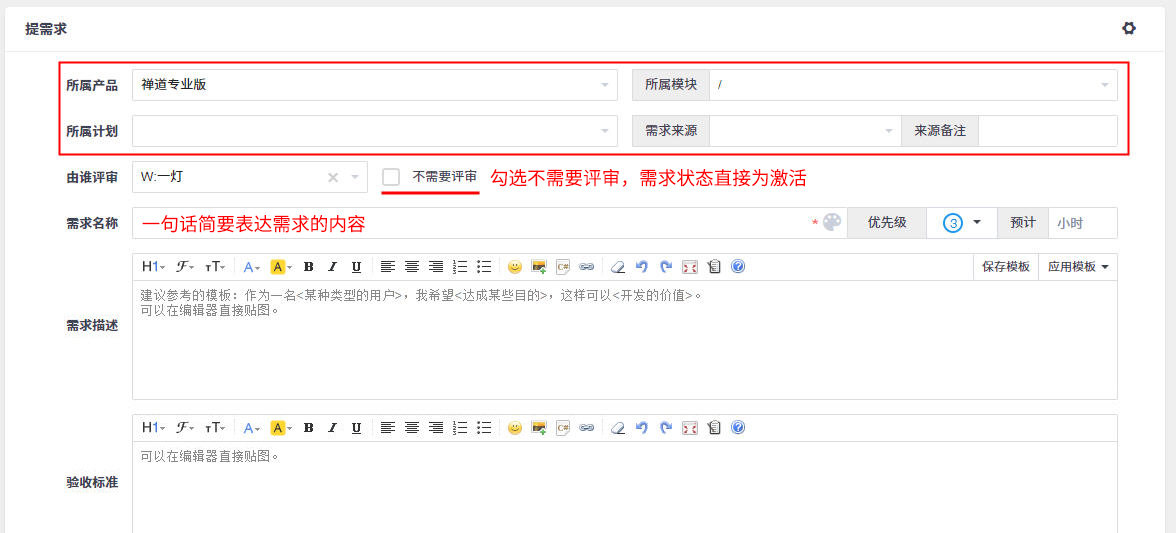 提需求
所属产品 禅道专业版 所属模块 /
所属计划 需求来源 来源备注
由谁评审 W:一灯 不需要评审 勾选不需要评审，需求状态直接为激活
需求名称 一句话简要表达需求的内容 * 优先级 3 预计 小时
H1 F TT A A B I U C# 保存模板 应用模板
建议参考的模板：作为一名<某种类型的用户>，我希望<达成某些目的>，这样可以<开发的价值>。
可以在编辑器直接贴图。
需求描述
H1 F TT A A B I U C#
可以在编辑器直接贴图。
验收标准